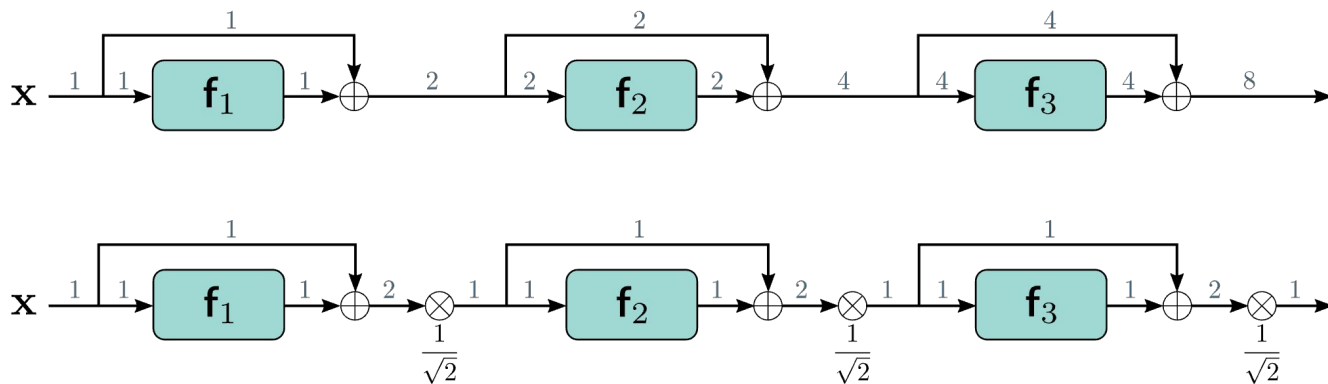 1 2 4
x 1 1 f₁ 1 2 2 f₂ 2 4 4 f₃ 4 8
1 1 1
x 1 1 f₁ 1 2 1 1 f₂ 1 2 1 1 f₃ 1 2 1
1/√2 1/√2 1/√2